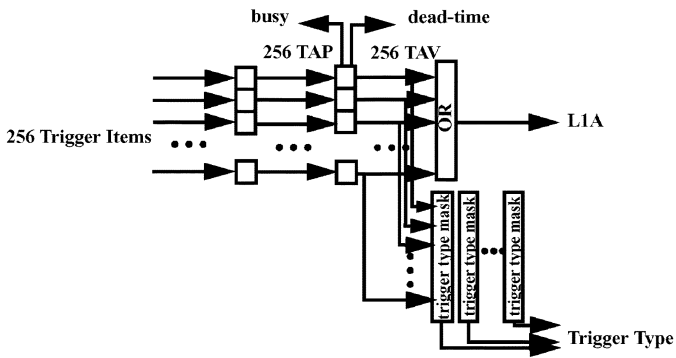 busy
dead-time
256 TAP
256 TAV
OR
L1A
256 Trigger Items
trigger type mask
trigger type mask
trigger type mask
Trigger Type